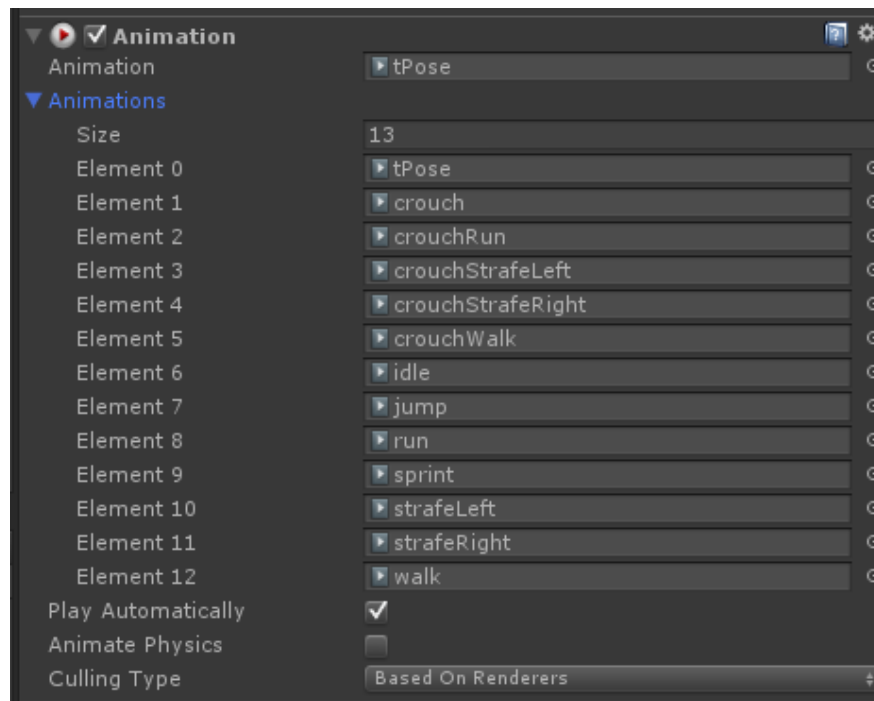 Animation
Animation tPose
Animations
Size 13
Element 0 tPose
Element 1 crouch
Element 2 crouchRun
Element 3 crouchStrafeLeft
Element 4 crouchStrafeRight
Element 5 crouchWalk
Element 6 idle
Element 7 jump
Element 8 run
Element 9 sprint
Element 10 strafeLeft
Element 11 strafeRight
Element 12 walk
Play Automatically
Animate Physics
Culling Type Based On Renderers